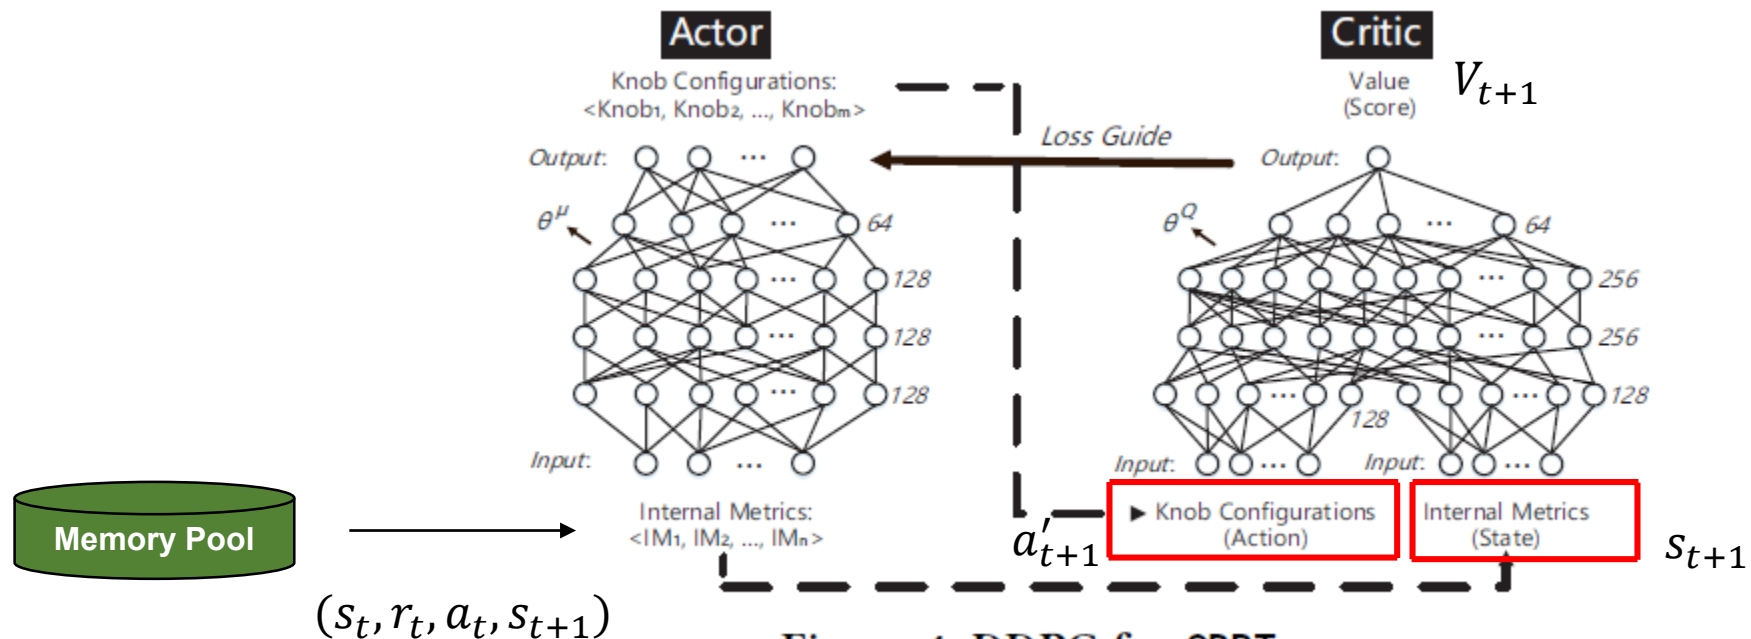 Actor
Knob Configurations:
<Knob₁, Knob₂, ..., Knobₘ>
Output:
...
θ^μ
... 64
... 128
... 128
... 128
Input:
...
Internal Metrics:
<IM₁, IM₂, ..., IMₙ>
Loss Guide
Critic
Value
(Score)
V_{t+1}
Output:
θ^Q
... 64
... 256
... 256
... 128
... 128
Input:
...
Input:
...
► Knob Configurations
(Action)
Internal Metrics
(State)
a'_{t+1}
s_{t+1}
Memory Pool
(s_t, r_t, a_t, s_{t+1})